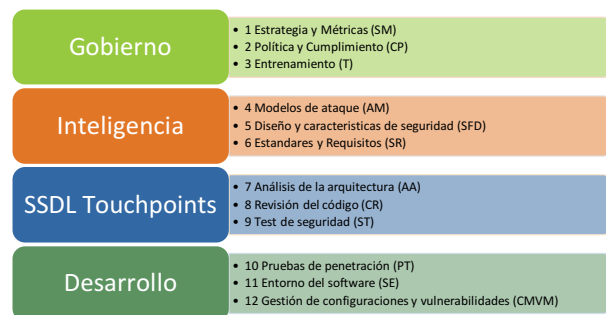 Gobierno
• 1 Estrategia y Métricas (SM)
• 2 Política y Cumplimiento (CP)
• 3 Entrenamiento (T)
Inteligencia
• 4 Modelos de ataque (AM)
• 5 Diseño y caracteristicas de seguridad (SFD)
• 6 Estandares y Requisitos (SR)
SSDL Touchpoints
• 7 Análisis de la arquitectura (AA)
• 8 Revisión del código (CR)
• 9 Test de seguridad (ST)
Desarrollo
• 10 Pruebas de penetración (PT)
• 11 Entorno del software (SE)
• 12 Gestión de configuraciones y vulnerabilidades (CMVM)